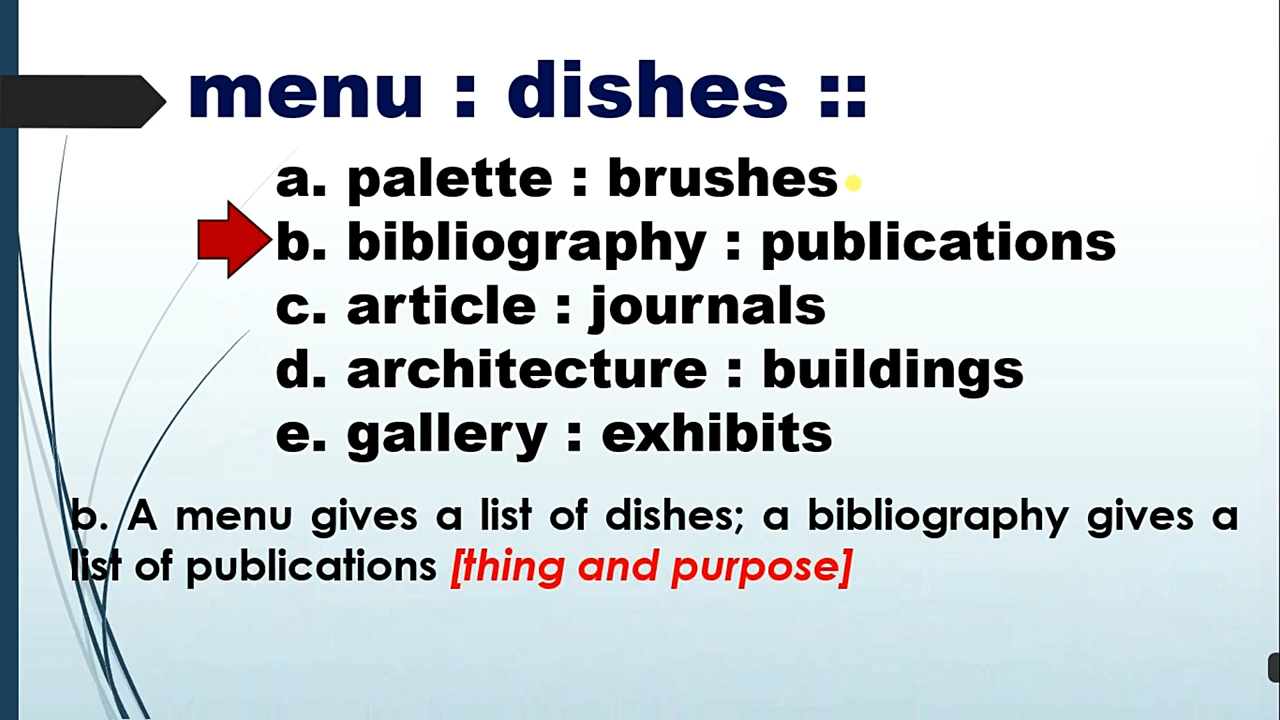 menu : dishes ::
a. palette : brushes
b. bibliography : publications
c. article : journals
d. architecture : buildings
e. gallery : exhibits
b. A menu gives a list of dishes; a bibliography gives a
list of publications [thing and purpose]